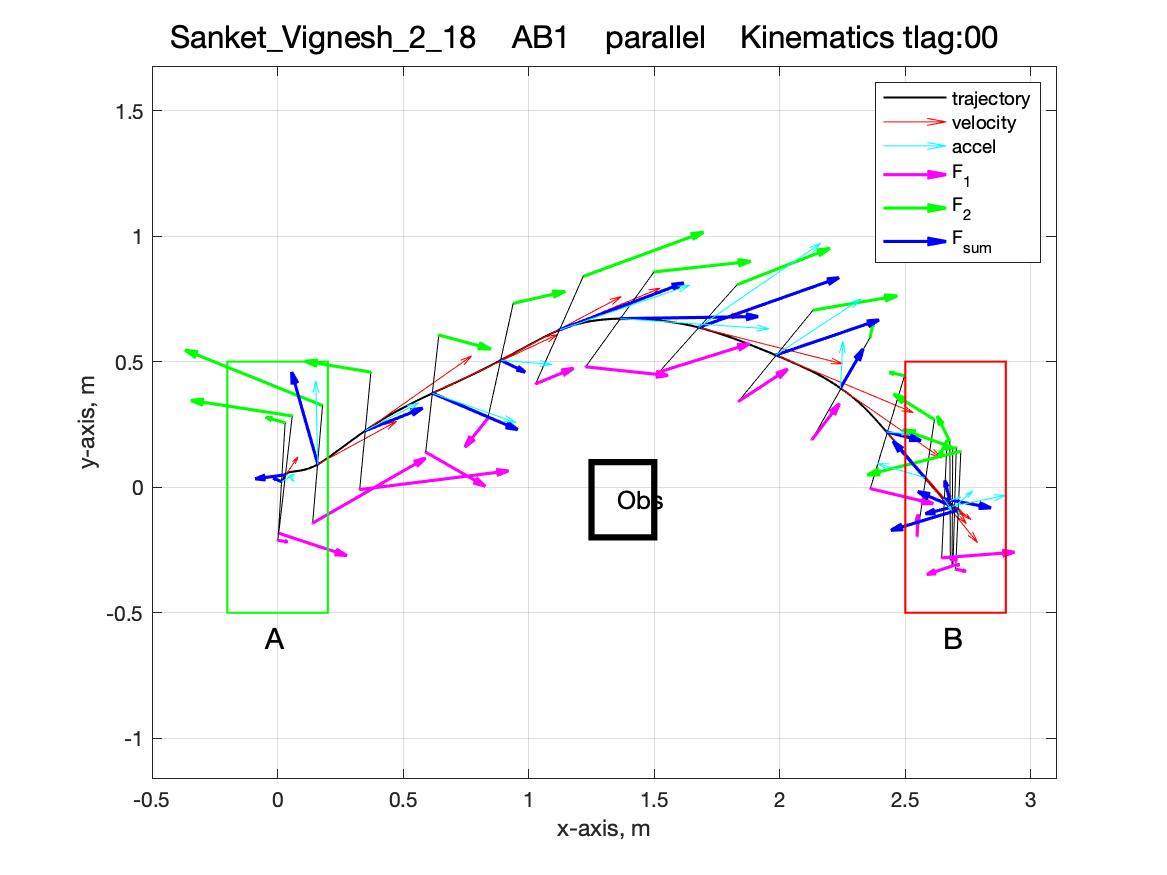 Sanket_Vignesh_2_18 AB1 parallel Kinematics tlag:00
trajectory
velocity
accel
F1
F2
Fsum
1.5
1
0.5
0
-0.5
-1
y-axis, m
Obs
A
B
-0.5 0 0.5 1 1.5 2 2.5 3
x-axis, m